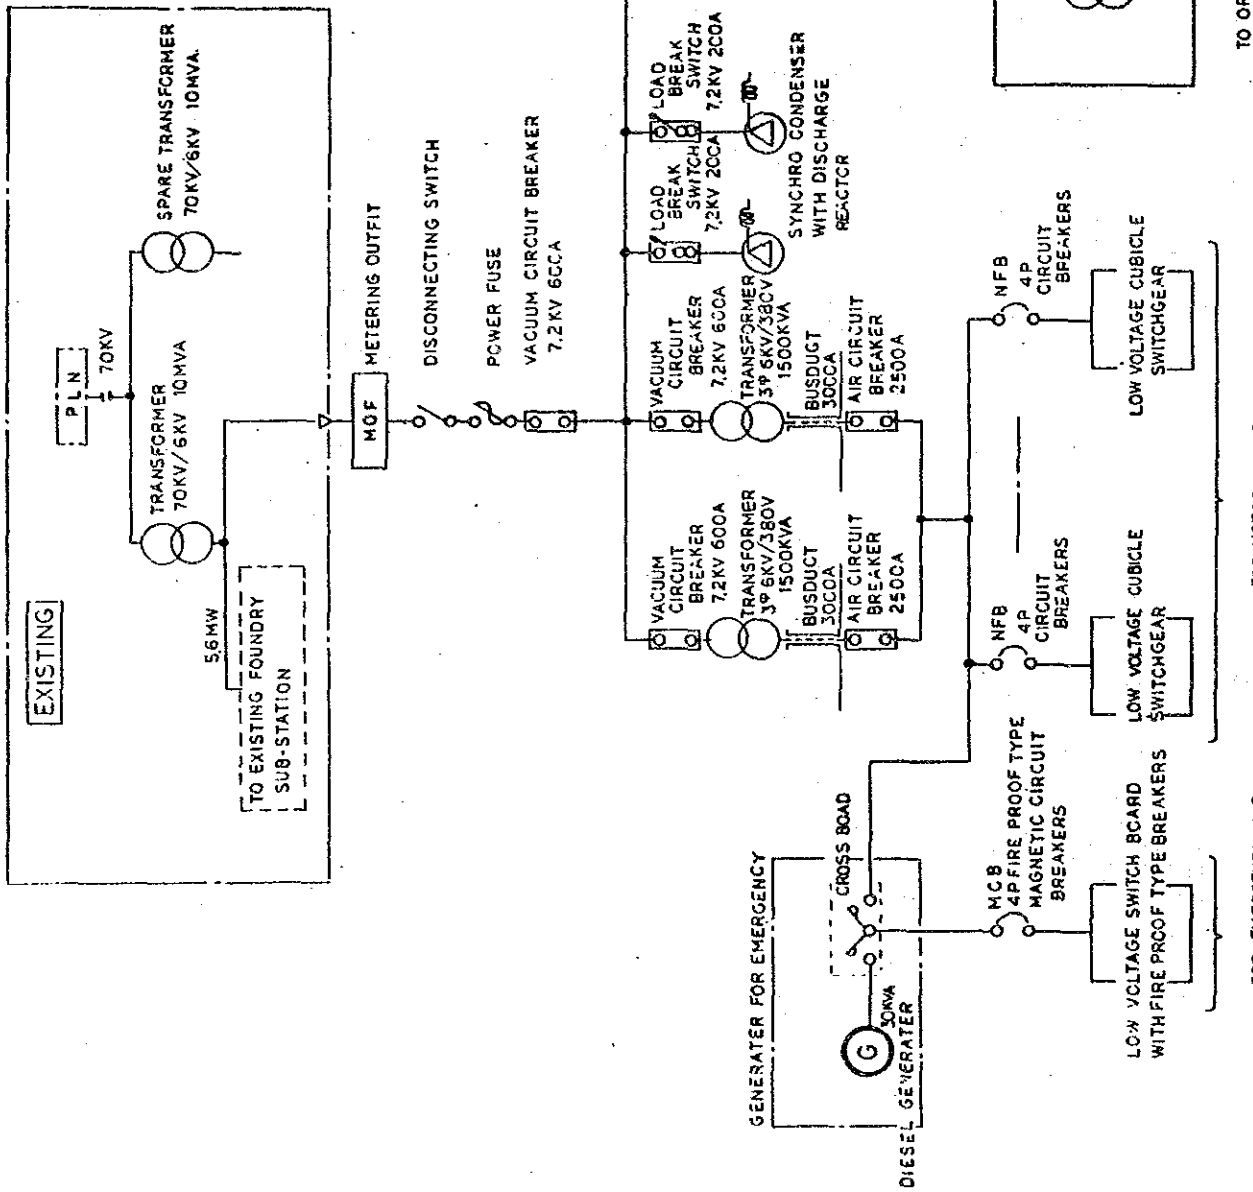 EXISTING
PLN
70KV
TRANSFORMER
70KV/6KV 10MVA
SPARE TRANSFORMER
70KV/6KV 10MVA.
5,6MW
TO EXISTING FOUNDRY
SUB-STATION
MOF
METERING OUTFIT
DISCONNECTING SWITCH
POWER FUSE
VACUUM CIRCUIT BREAKER
7,2KV 600A
VACUUM
CIRCUIT
BREAKER
7,2KV 600A
TRANSFORMER
3φ 6KV/380V
1500KVA
BUSDUCT
3000A
AIR CIRCUIT
BREAKER
2500A
VACUUM
CIRCUIT
BREAKER
7,2KV 600A
TRANSFORMER
3φ 6KV/380V
1500KVA
BUSDUCT
3000A
AIR CIRCUIT
BREAKER
2500A
LOAD
BREAK
SWITCH
7,2KV 200A
LOAD
BREAK
SWITCH
7,2KV 200A
SYNCHRO CONDENSER
WITH DISCHARGE
REACTOR
GENERATER FOR EMERGENCY
CROSS BOAD
G
30KVA
DIESEL GENERATER
MCB
4P FIRE PROOF TYPE
MAGNETIC CIRCUIT
BREAKERS
LOW VOLTAGE SWITCH BOARD
WITH FIRE PROOF TYPE BREAKERS
NFB
4P
CIRCUIT
BREAKERS
LOW VOLTAGE CUBICLE
SWITCHGEAR
NFB
4P
CIRCUIT
BREAKERS
LOW VOLTAGE CUBICLE
SWITCHGEAR
TO